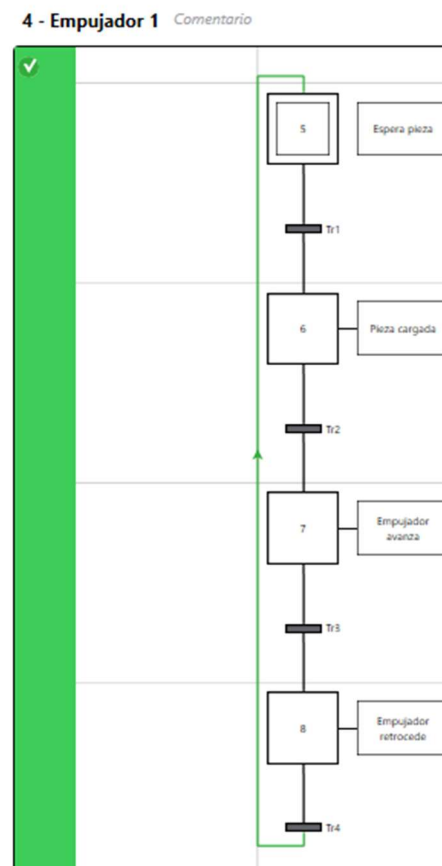 4 - Empujador 1 Comentario
5
Espera pieza
Tr1
6
Pieza cargada
Tr2
7
Empujador
avanza
Tr3
8
Empujador
retrocede
Tr4